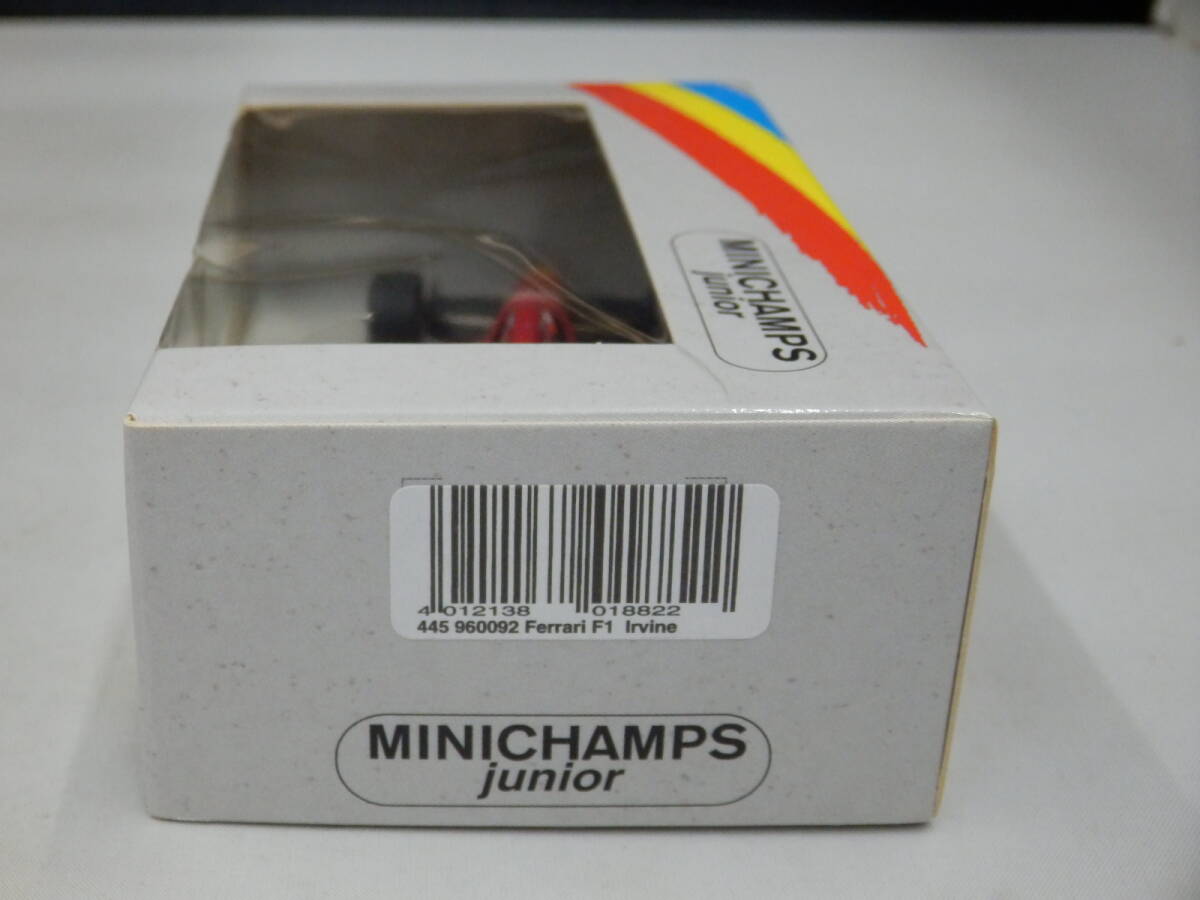 MINICHAMPS
junior
4 012138 018822
445 960092 Ferrari F1 Irvine
MINICHAMPS
junior